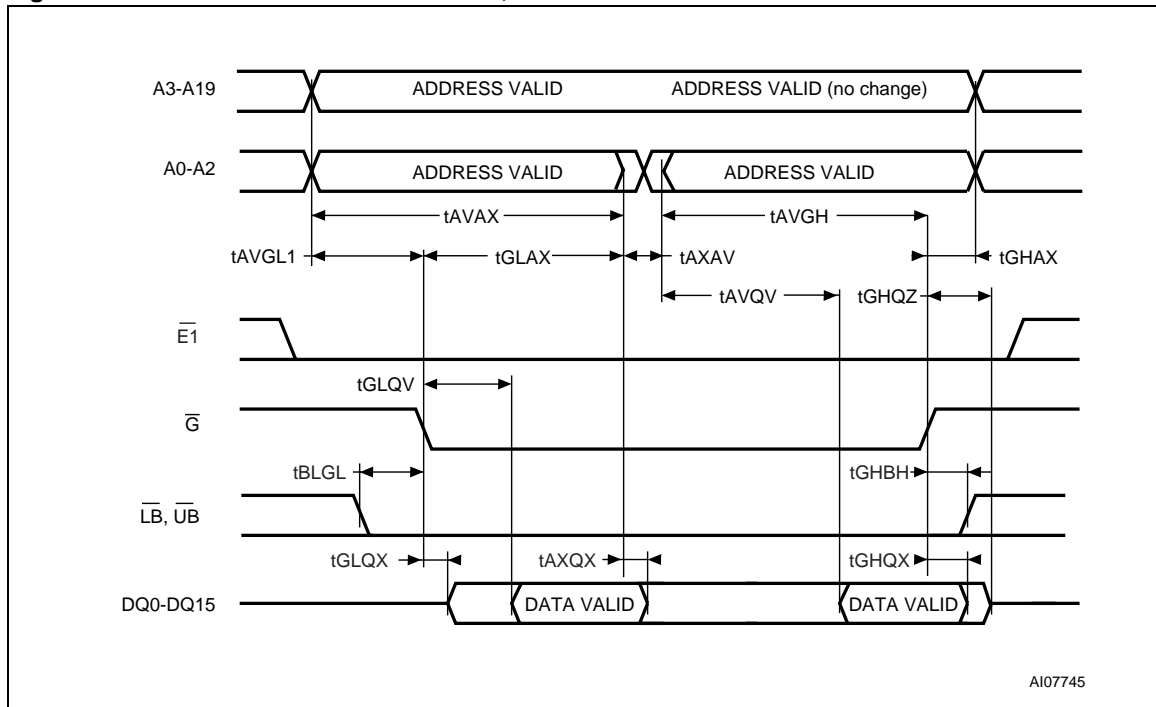 A3-A19 ADDRESS VALID ADDRESS VALID (no change)
A0-A2 ADDRESS VALID ADDRESS VALID
tAVAX tAVGH
tAVGL1 tGLAX tAXAV tGHAX
tAVQV tGHQZ
E1
tGLQV
G
tBLGL tGHBH
LB, UB
tGLQX tAXQX tGHQX
DQ0-DQ15 DATA VALID DATA VALID
AI07745